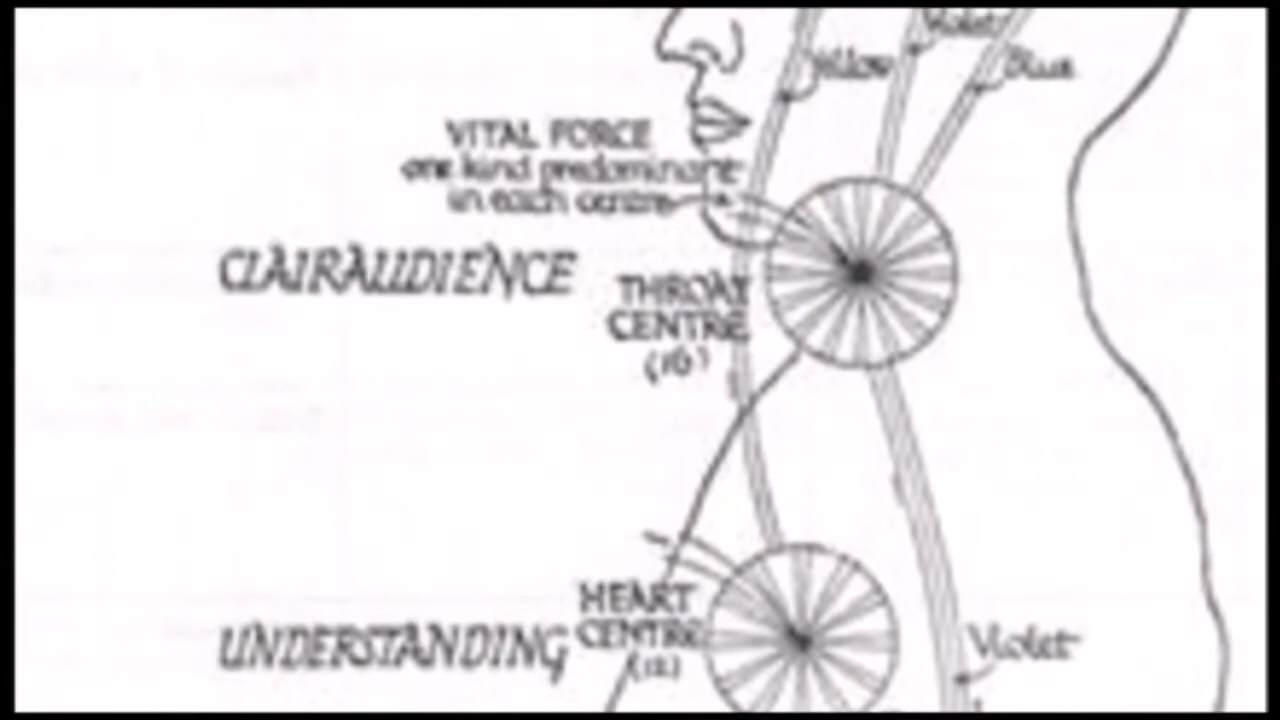 Violet
Yellow
Blue
VITAL FORCE
one kind predominant
in each centre
CLAIRAUDIENCE
THROAT
CENTRE
(16)
HEART
CENTRE
(12)
UNDERSTANDING
Violet